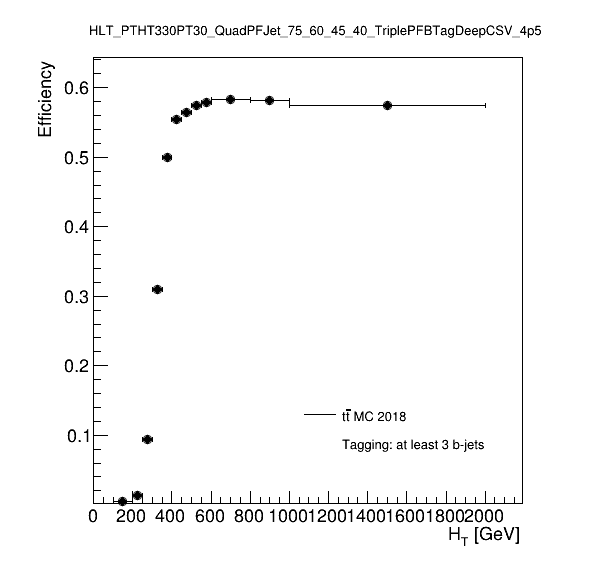 HLT_PTHT330PT30_QuadPFJet_75_60_45_40_TriplePFBTagDeepCSV_4p5
Efficiency
0.6
0.5
0.4
0.3
0.2
0.1
tt̄ MC 2018
Tagging: at least 3 b-jets
0 200 400 600 800 1000 1200 1400 1600 1800 2000
H_T [GeV]